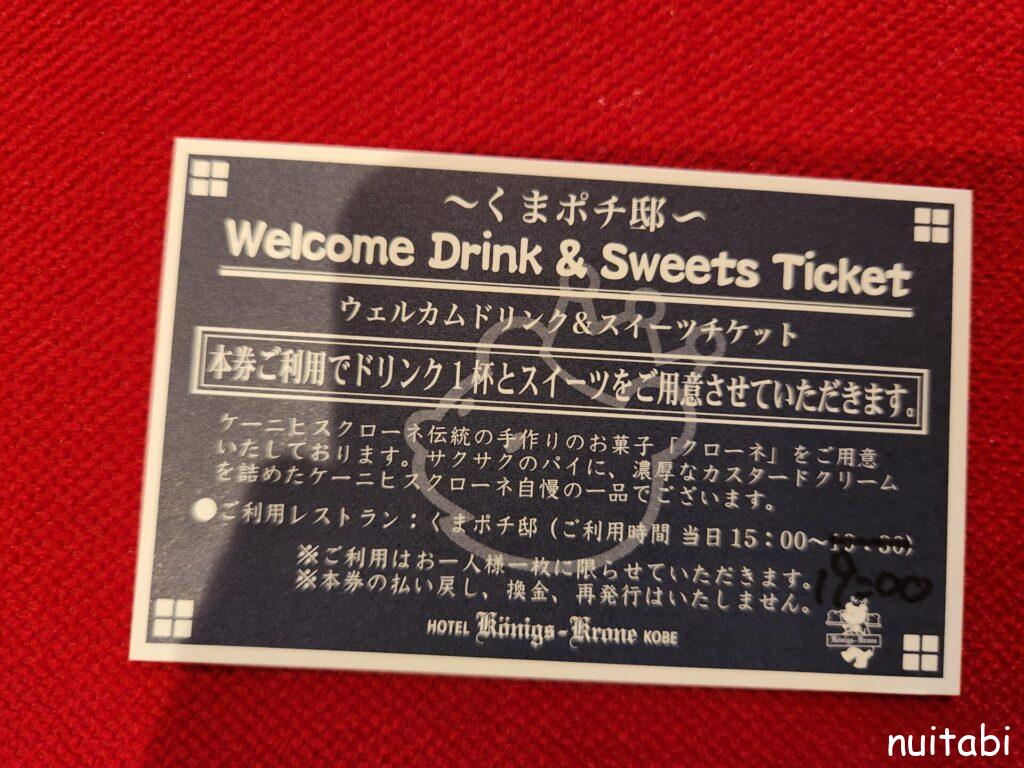 ～くまポチ邸～
Welcome Drink & Sweets Ticket
ウェルカムドリンク&スイーツチケット
本券ご利用でドリンク1杯とスイーツをご用意させていただきます。
ケーニヒスクローネ伝統の手作りのお菓子「クローネ」をご用意
いたしております。サクサクのパイに、濃厚なカスタードクリーム
を詰めたケーニヒスクローネ自慢の一品でございます。
●ご利用レストラン：くまポチ邸（ご利用時間 当日15：00～18：30）
19=00
※ご利用はお一人様一枚に限らせていただきます。
※本券の払い戻し、換金、再発行はいたしません。
HOTEL Königs-Krone KOBE
Königs-Krone
nuitabi